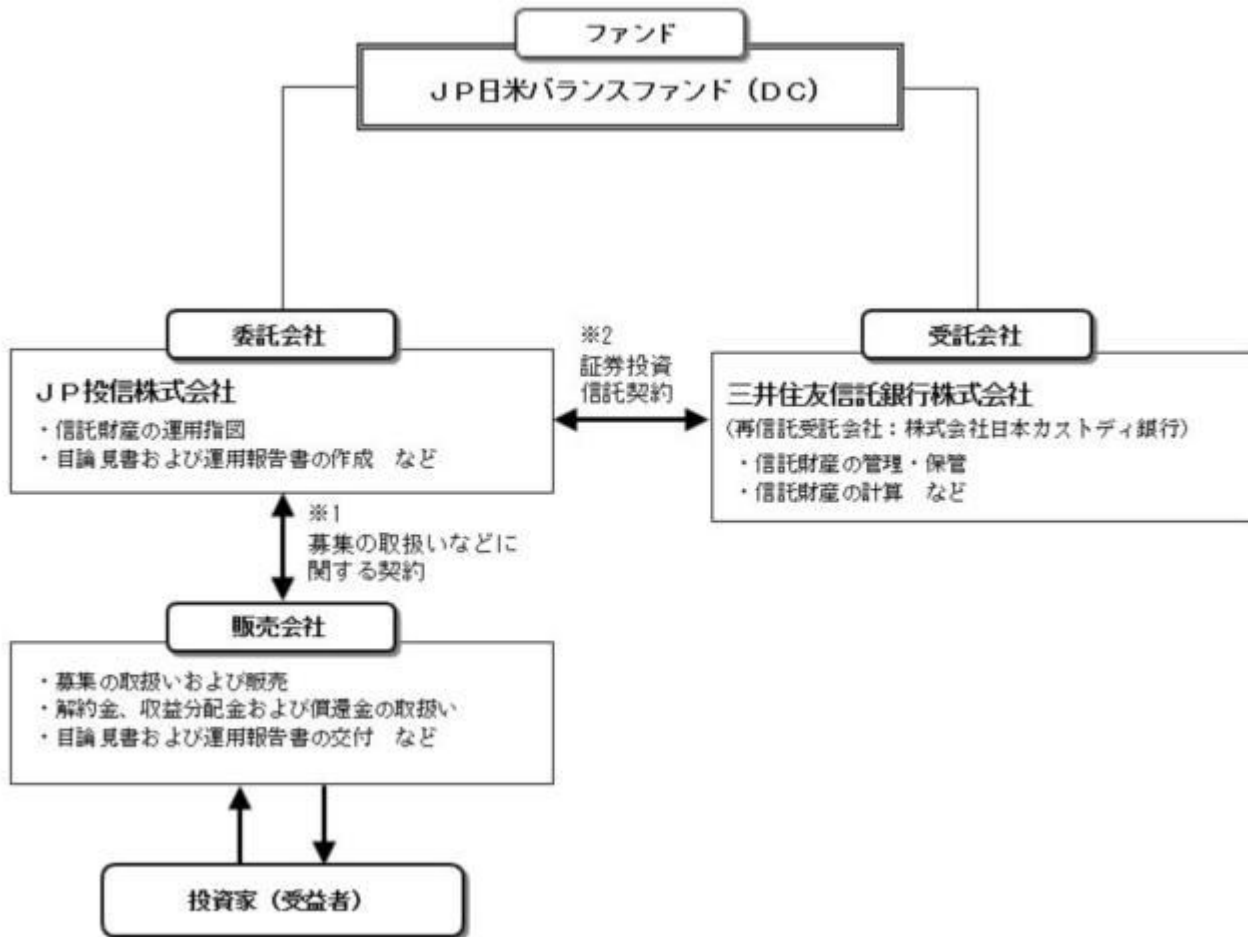 ファンド
ＪＰ日米バランスファンド（ＤＣ）
委託会社
ＪＰ投信株式会社
・信託財産の運用指図
・目論見書および運用報告書の作成　など
※2
証券投資
信託契約
受託会社
三井住友信託銀行株式会社
（再信託受託会社：株式会社日本カストディ銀行）
・信託財産の管理・保管
・信託財産の計算　など
※1
募集の取扱いなどに
関する契約
販売会社
・募集の取扱いおよび販売
・解約金、収益分配金および償還金の取扱い
・目論見書および運用報告書の交付　など
投資家（受益者）